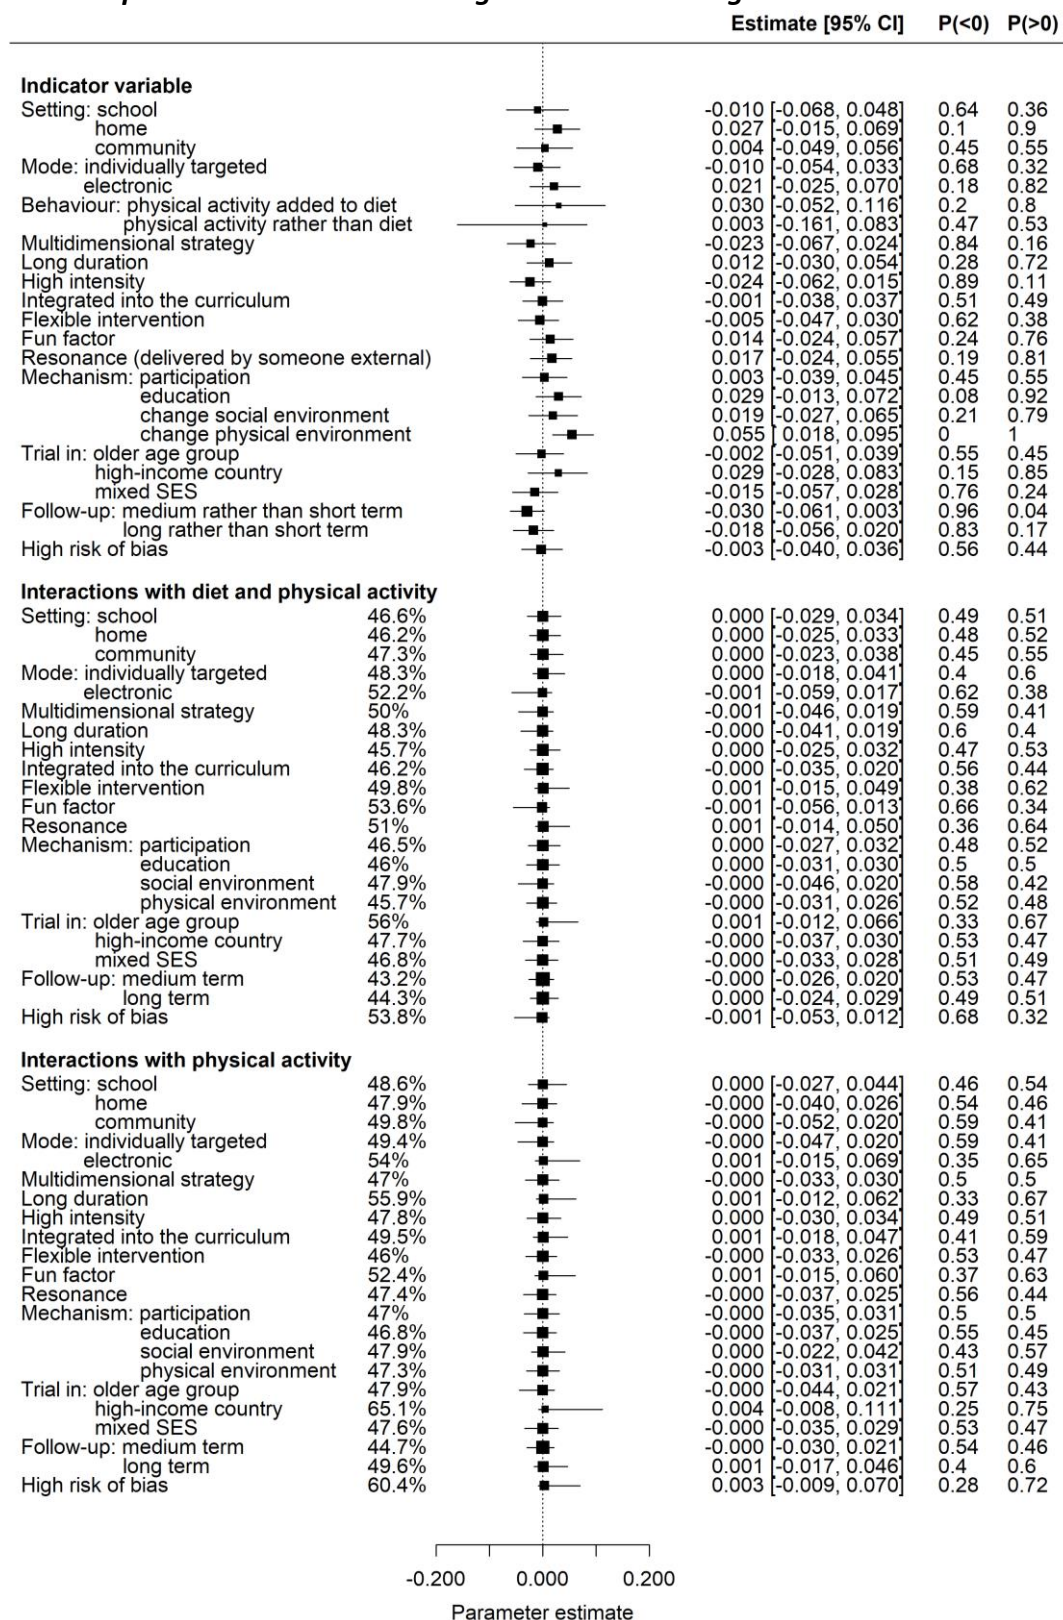 Estimate [95% CI] P(<0) P(>0)
Indicator variable
Setting: school -0.010 [-0.068, 0.048] 0.64 0.36
home 0.027 [-0.015, 0.069] 0.1 0.9
community 0.004 [-0.049, 0.056] 0.45 0.55
Mode: individually targeted -0.010 [-0.054, 0.033] 0.68 0.32
electronic 0.021 [-0.025, 0.070] 0.18 0.82
Behaviour: physical activity added to diet 0.030 [-0.052, 0.116] 0.2 0.8
physical activity rather than diet 0.003 [-0.161, 0.083] 0.47 0.53
Multidimensional strategy -0.023 [-0.067, 0.024] 0.84 0.16
Long duration 0.012 [-0.030, 0.054] 0.28 0.72
High intensity -0.024 [-0.062, 0.015] 0.89 0.11
Integrated into the curriculum -0.001 [-0.038, 0.037] 0.51 0.49
Flexible intervention -0.005 [-0.047, 0.030] 0.62 0.38
Fun factor 0.014 [-0.024, 0.057] 0.24 0.76
Resonance (delivered by someone external) 0.017 [-0.024, 0.055] 0.19 0.81
Mechanism: participation 0.003 [-0.039, 0.045] 0.45 0.55
education 0.029 [-0.013, 0.072] 0.08 0.92
change social environment 0.019 [-0.027, 0.065] 0.21 0.79
change physical environment 0.055 [ 0.018, 0.095] 0 1
Trial in: older age group -0.002 [-0.051, 0.039] 0.55 0.45
high-income country 0.029 [-0.028, 0.083] 0.15 0.85
mixed SES -0.015 [-0.057, 0.028] 0.76 0.24
Follow-up: medium rather than short term -0.030 [-0.061, 0.003] 0.96 0.04
long rather than short term -0.018 [-0.056, 0.020] 0.83 0.17
High risk of bias -0.003 [-0.040, 0.036] 0.56 0.44
Interactions with diet and physical activity
Setting: school 46.6% 0.000 [-0.029, 0.034] 0.49 0.51
home 46.2% 0.000 [-0.025, 0.033] 0.48 0.52
community 47.3% 0.000 [-0.023, 0.038] 0.45 0.55
Mode: individually targeted 48.3% 0.000 [-0.018, 0.041] 0.4 0.6
electronic 52.2% -0.001 [-0.059, 0.017] 0.62 0.38
Multidimensional strategy 50% -0.001 [-0.046, 0.019] 0.59 0.41
Long duration 48.3% -0.000 [-0.041, 0.019] 0.6 0.4
High intensity 45.7% 0.000 [-0.025, 0.032] 0.47 0.53
Integrated into the curriculum 46.2% -0.000 [-0.035, 0.020] 0.56 0.44
Flexible intervention 49.8% 0.001 [-0.015, 0.049] 0.38 0.62
Fun factor 53.6% -0.001 [-0.056, 0.013] 0.66 0.34
Resonance 51% 0.001 [-0.014, 0.050] 0.36 0.64
Mechanism: participation 46.5% 0.000 [-0.027, 0.032] 0.48 0.52
education 46% 0.000 [-0.031, 0.030] 0.5 0.5
social environment 47.9% -0.000 [-0.046, 0.020] 0.58 0.42
physical environment 45.7% -0.000 [-0.031, 0.026] 0.52 0.48
Trial in: older age group 56% 0.001 [-0.012, 0.066] 0.33 0.67
high-income country 47.7% -0.000 [-0.037, 0.030] 0.53 0.47
mixed SES 46.8% -0.000 [-0.033, 0.028] 0.51 0.49
Follow-up: medium term 43.2% -0.000 [-0.026, 0.020] 0.53 0.47
long term 44.3% 0.000 [-0.024, 0.029] 0.49 0.51
High risk of bias 53.8% -0.001 [-0.053, 0.012] 0.68 0.32
Interactions with physical activity
Setting: school 48.6% 0.000 [-0.027, 0.044] 0.46 0.54
home 47.9% -0.000 [-0.040, 0.026] 0.54 0.46
community 49.8% -0.000 [-0.052, 0.020] 0.59 0.41
Mode: individually targeted 49.4% -0.000 [-0.047, 0.020] 0.59 0.41
electronic 54% 0.001 [-0.015, 0.069] 0.35 0.65
Multidimensional strategy 47% -0.000 [-0.033, 0.030] 0.5 0.5
Long duration 55.9% 0.001 [-0.012, 0.062] 0.33 0.67
High intensity 47.8% 0.000 [-0.030, 0.034] 0.49 0.51
Integrated into the curriculum 49.5% 0.001 [-0.018, 0.047] 0.41 0.59
Flexible intervention 46% -0.000 [-0.033, 0.026] 0.53 0.47
Fun factor 52.4% 0.001 [-0.015, 0.060] 0.37 0.63
Resonance 47.4% -0.000 [-0.037, 0.025] 0.56 0.44
Mechanism: participation 47% -0.000 [-0.035, 0.031] 0.5 0.5
education 46.8% -0.000 [-0.037, 0.025] 0.55 0.45
social environment 47.9% 0.000 [-0.022, 0.042] 0.43 0.57
physical environment 47.3% -0.000 [-0.031, 0.031] 0.51 0.49
Trial in: older age group 47.9% -0.000 [-0.044, 0.021] 0.57 0.43
high-income country 65.1% 0.004 [-0.008, 0.111] 0.25 0.75
mixed SES 47.6% -0.000 [-0.035, 0.029] 0.53 0.47
Follow-up: medium term 44.7% -0.000 [-0.030, 0.021] 0.54 0.46
long term 49.6% 0.001 [-0.017, 0.046] 0.4 0.6
High risk of bias 60.4% 0.003 [-0.009, 0.070] 0.28 0.72
-0.200 0.000 0.200
Parameter estimate